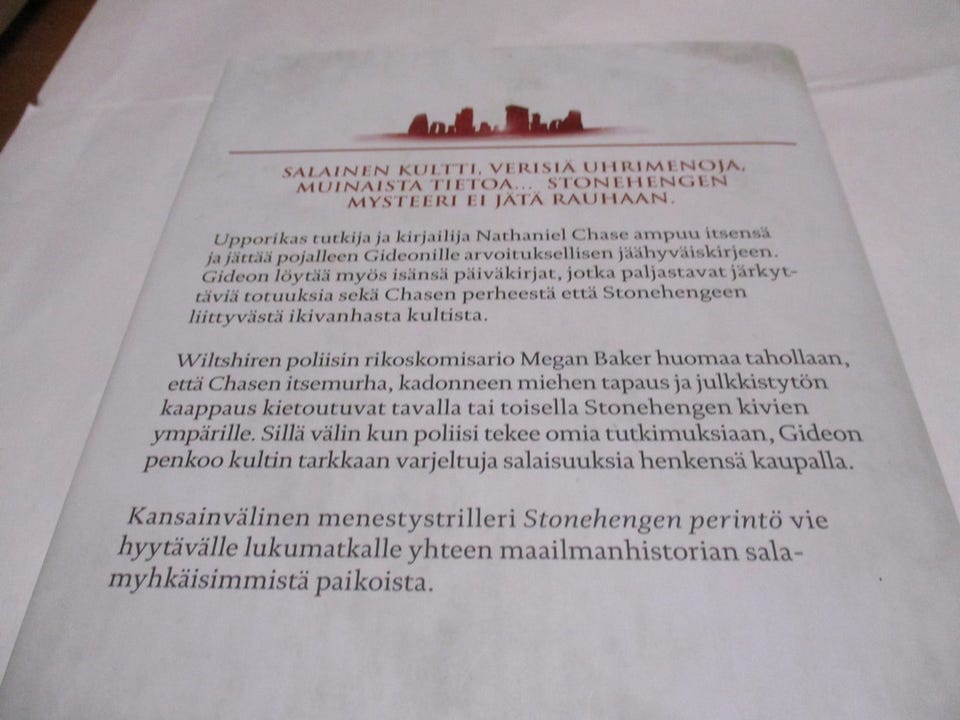 SALAINEN KULTTI, VERISIÄ UHRIMENOJA,
MUINAISTA TIETOA... STONEHENGEN
MYSTEERI EI JÄTÄ RAUHAAN.
Upporikas tutkija ja kirjailija Nathaniel Chase ampuu itsensä
ja jättää pojalleen Gideonille arvoituksellisen jäähyväiskirjeen.
Gideon löytää myös isänsä päiväkirjat, jotka paljastavat järkyt-
täviä totuuksia sekä Chasen perheestä että Stonehengeen
liittyvästä ikivanhasta kultista.
Wiltshiren poliisin rikoskomisario Megan Baker huomaa tahollaan,
että Chasen itsemurha, kadonneen miehen tapaus ja julkkistytön
kaappaus kietoutuvat tavalla tai toisella Stonehengen kivien
ympärille. Sillä välin kun poliisi tekee omia tutkimuksiaan, Gideon
penkoo kultin tarkkaan varjeltuja salaisuuksia henkensä kaupalla.
Kansainvälinen menestystrilleri Stonehengen perintö vie
hyytävälle lukumatkalle yhteen maailmanhistorian sala-
myhkäisimmistä paikoista.